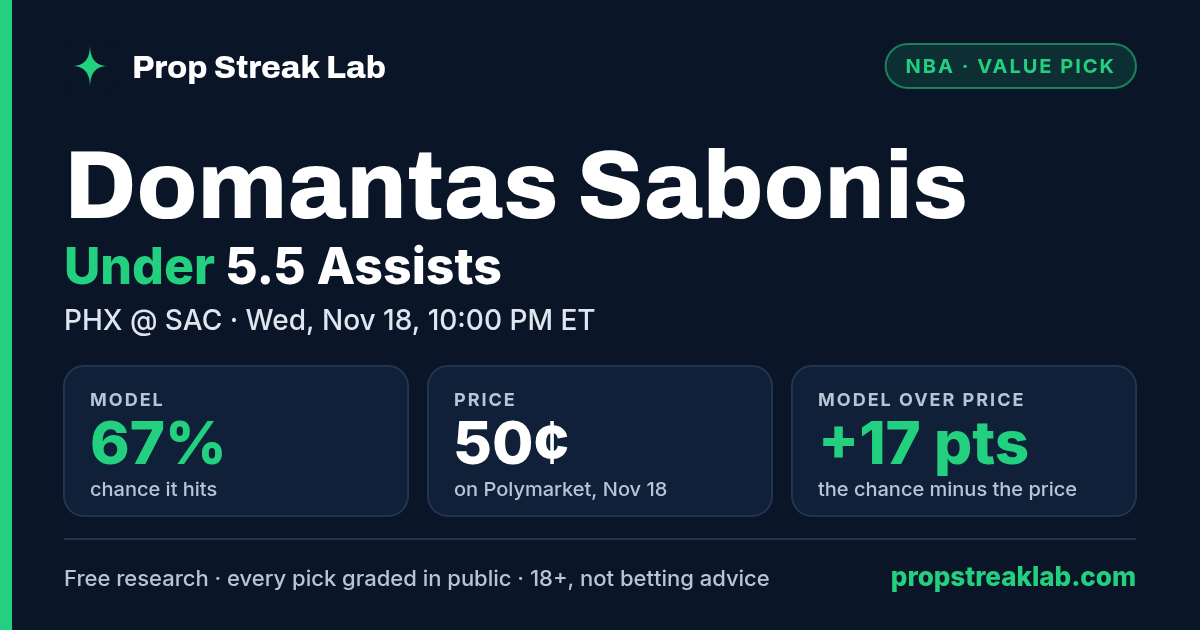 Prop Streak Lab
NBA · VALUE PICK
Domantas Sabonis
Under 5.5 Assists
PHX @ SAC · Wed, Nov 18, 10:00 PM ET
MODEL
67%
chance it hits
PRICE
50¢
on Polymarket, Nov 18
MODEL OVER PRICE
+17 pts
the chance minus the price
Free research · every pick graded in public · 18+, not betting advice
propstreaklab.com